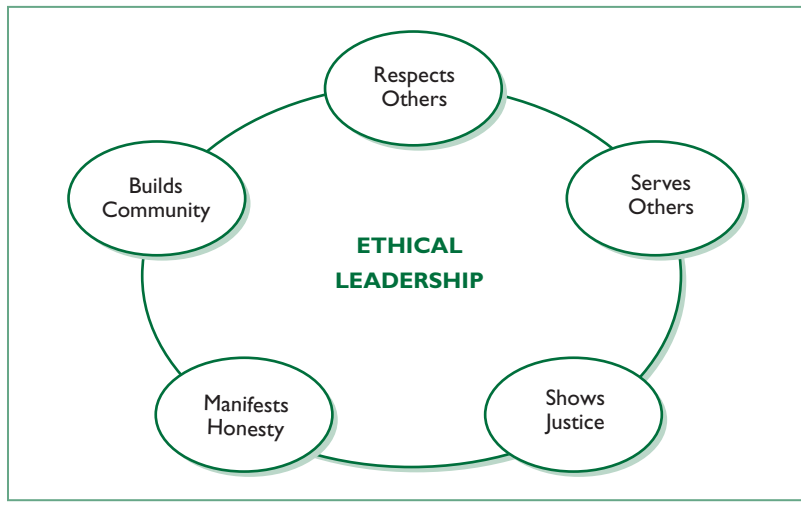 Respects
Others
Builds
Community
Serves
Others
ETHICAL
LEADERSHIP
Manifests
Honesty
Shows
Justice